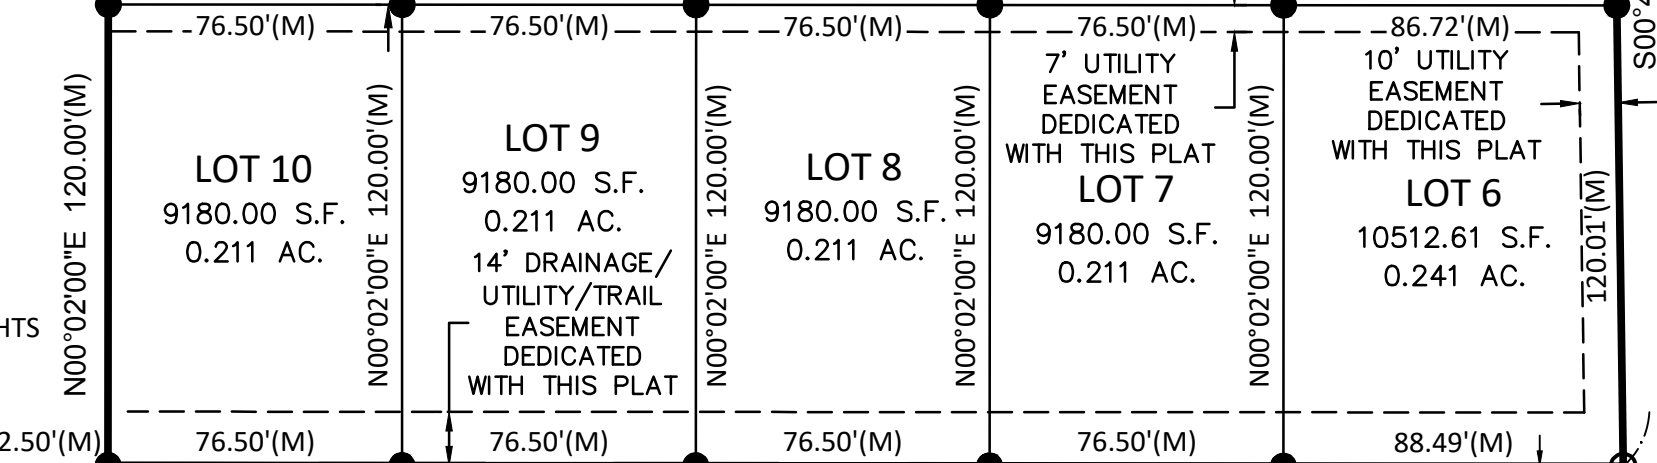 76.50'(M) 76.50'(M) 76.50'(M) 76.50'(M) 86.72'(M)
N00°02'00"E 120.00'(M)
LOT 10
9180.00 S.F.
0.211 AC.
N00°02'00"E 120.00'(M)
LOT 9
9180.00 S.F.
0.211 AC.
14' DRAINAGE/
UTILITY/TRAIL
EASEMENT
DEDICATED
WITH THIS PLAT
N00°02'00"E 120.00'(M)
LOT 8
9180.00 S.F.
0.211 AC.
N00°02'00"E 120.00'(M)
7' UTILITY
EASEMENT
DEDICATED
WITH THIS PLAT
LOT 7
9180.00 S.F.
0.211 AC.
N00°02'00"E 120.00'(M)
10' UTILITY
EASEMENT
DEDICATED
WITH THIS PLAT
LOT 6
10512.61 S.F.
0.241 AC.
120.01'(M)
S00°4
HTS
2.50'(M) 76.50'(M) 76.50'(M) 76.50'(M) 76.50'(M) 88.49'(M)